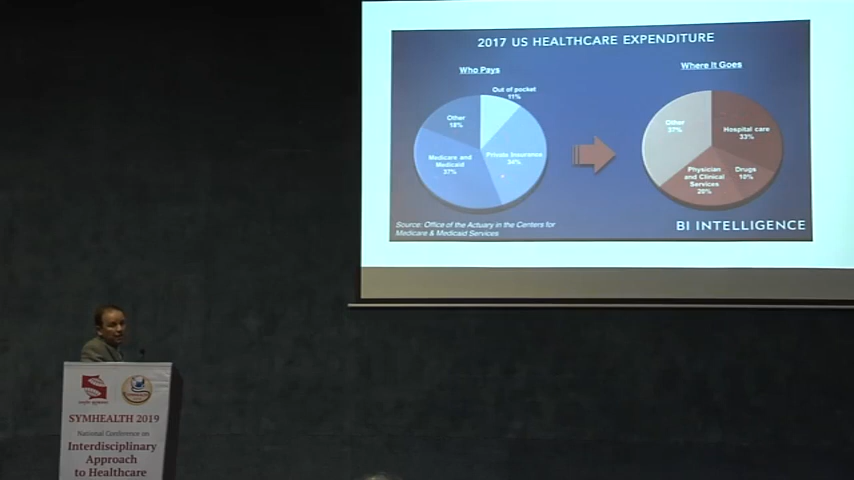 2017 US HEALTHCARE EXPENDITURE
Who Pays
Out of pocket
11%
Other
18%
Private Insurance
34%
Medicare and
Medicaid
37%
Where It Goes
Other
37%
Hospital care
33%
Physician
and Clinical
Services
20%
Drugs
10%
Source: Office of the Actuary in the Centers for
Medicare & Medicaid Services
BI INTELLIGENCE
SYMHEALTH 2019
National Conference on
Interdisciplinary
Approach
to Healthcare